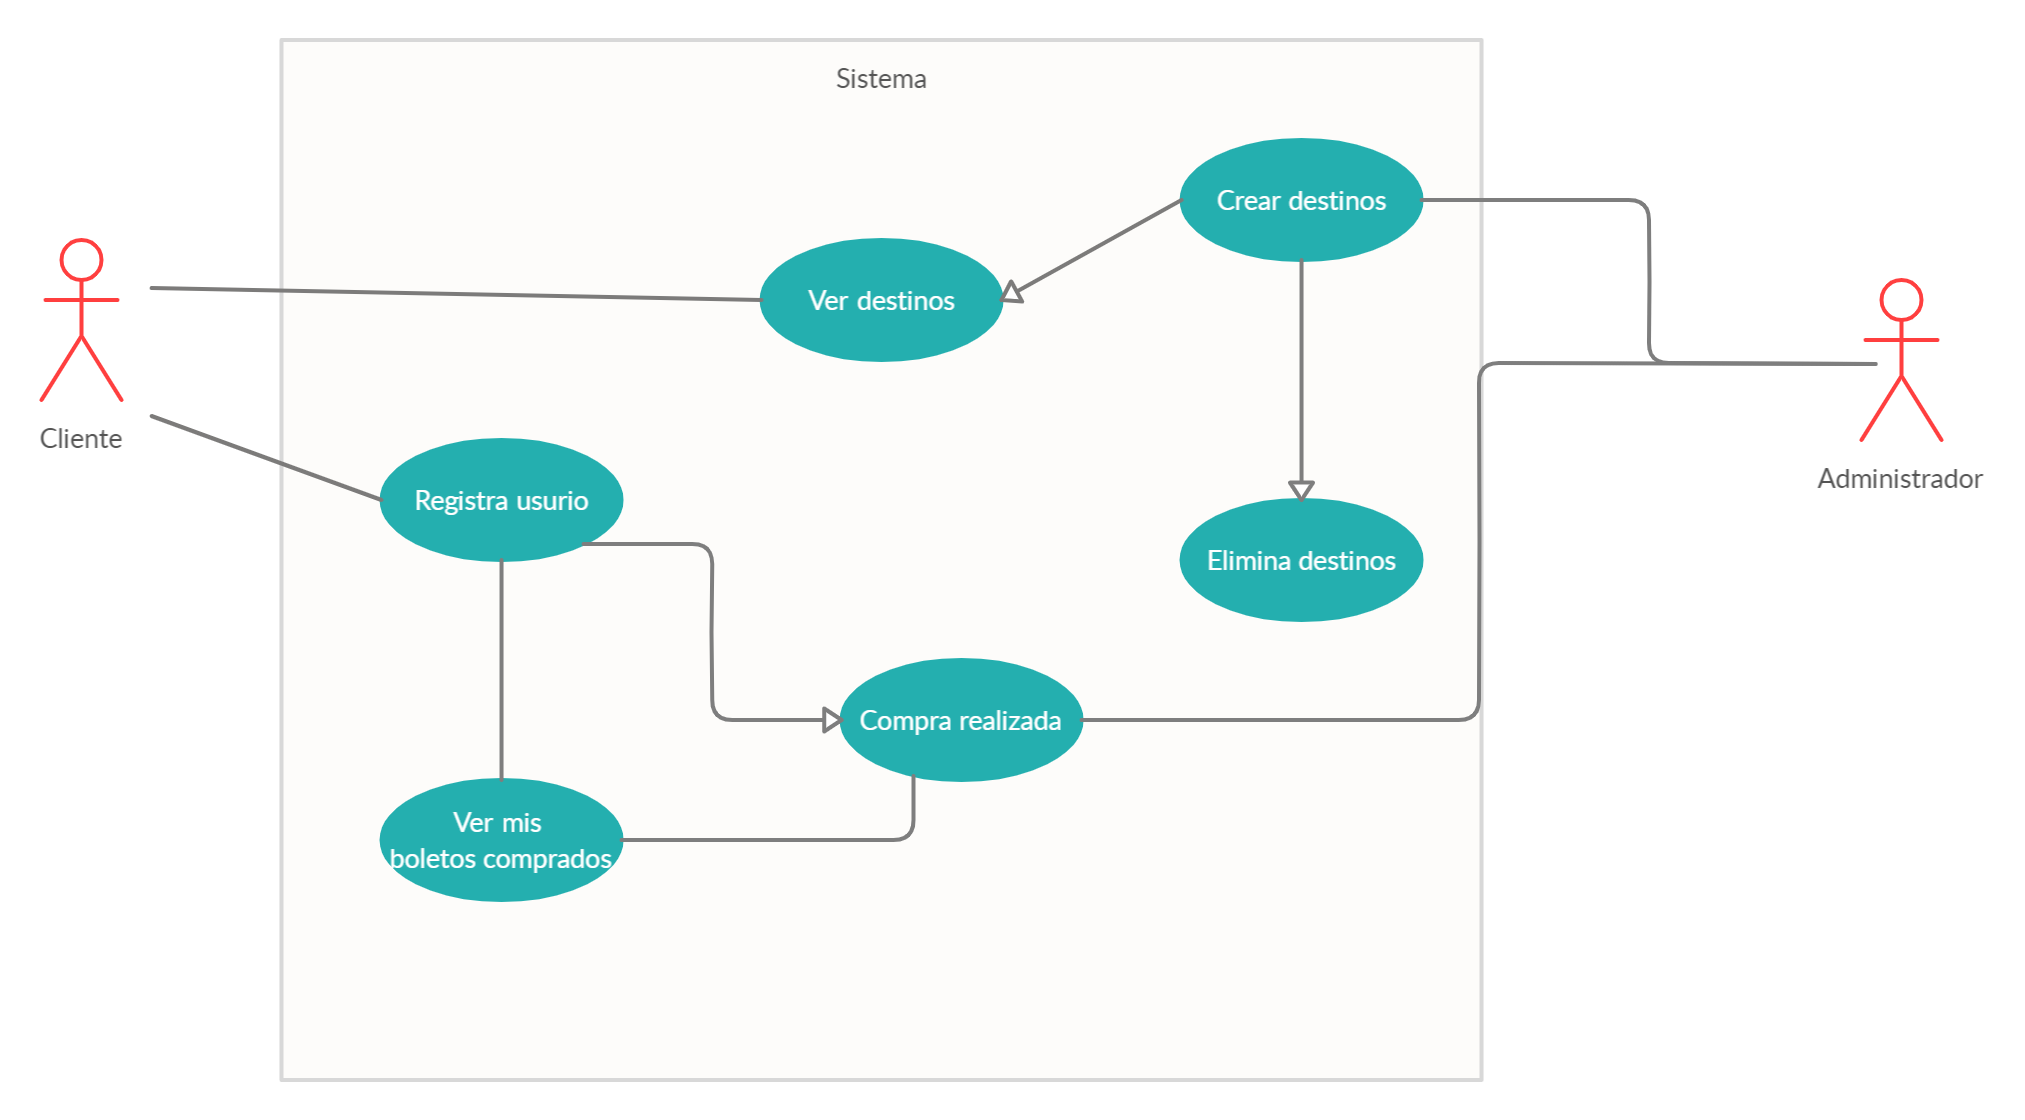 Sistema
Crear destinos
Ver destinos
Cliente
Administrador
Registra usurio
Elimina destinos
Compra realizada
Ver mis
boletos comprados